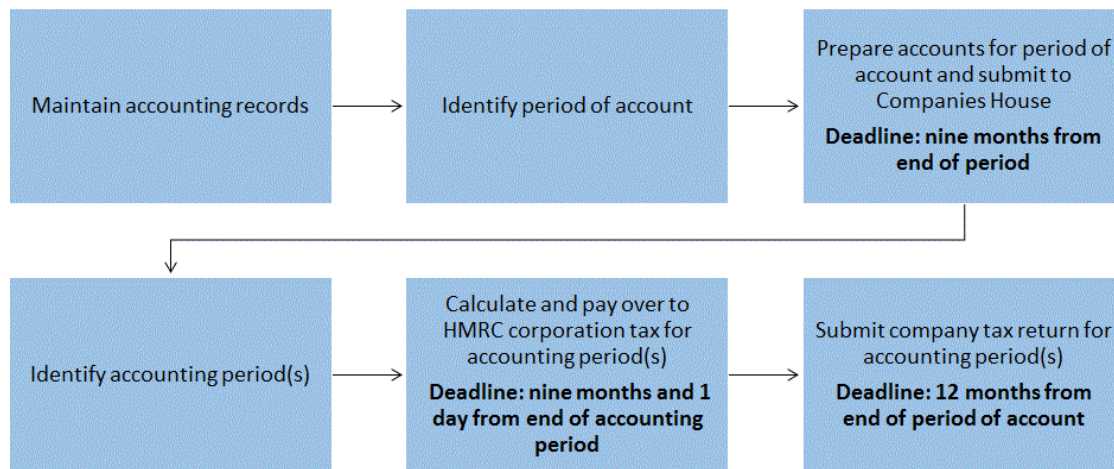 Maintain accounting records
Identify period of account
Prepare accounts for period of
account and submit to
Companies House
Deadline: nine months from
end of period
Identify accounting period(s)
Calculate and pay over to
HMRC corporation tax for
accounting period(s)
Deadline: nine months and 1
day from end of accounting
period
Submit company tax return for
accounting period(s)
Deadline: 12 months from
end of period of account